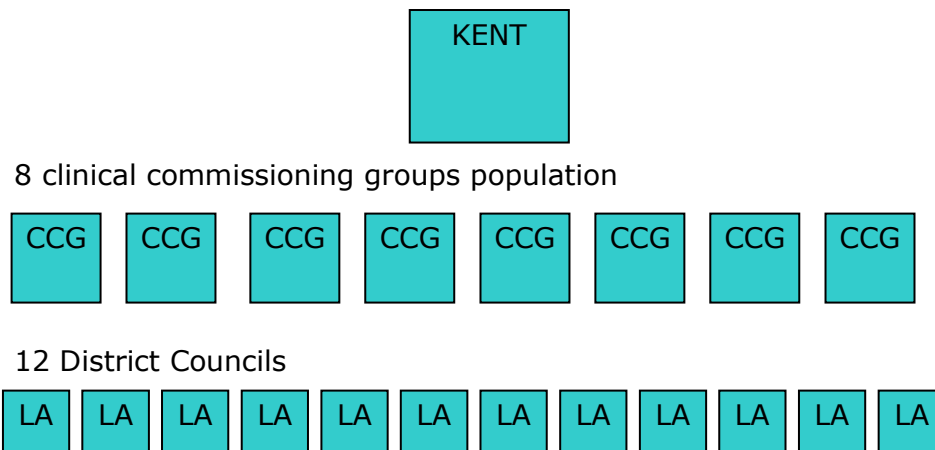 KENT
8 clinical commissioning groups population
CCG CCG CCG CCG CCG CCG CCG CCG
12 District Councils
LA LA LA LA LA LA LA LA LA LA LA LA